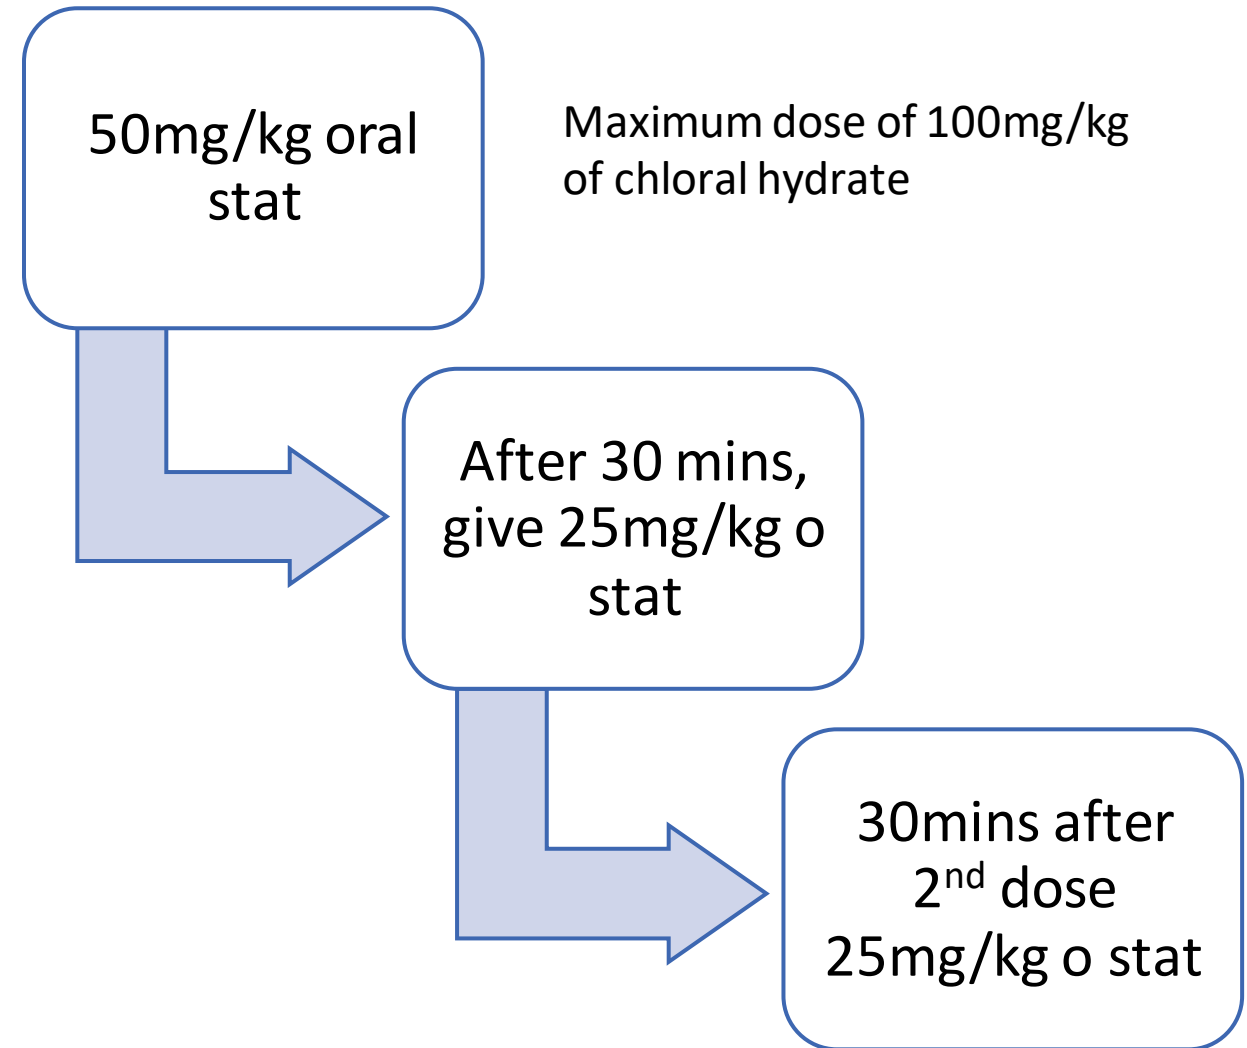 50mg/kg oral
stat
Maximum dose of 100mg/kg
of chloral hydrate
After 30 mins,
give 25mg/kg o
stat
30mins after
2nd dose
25mg/kg o stat